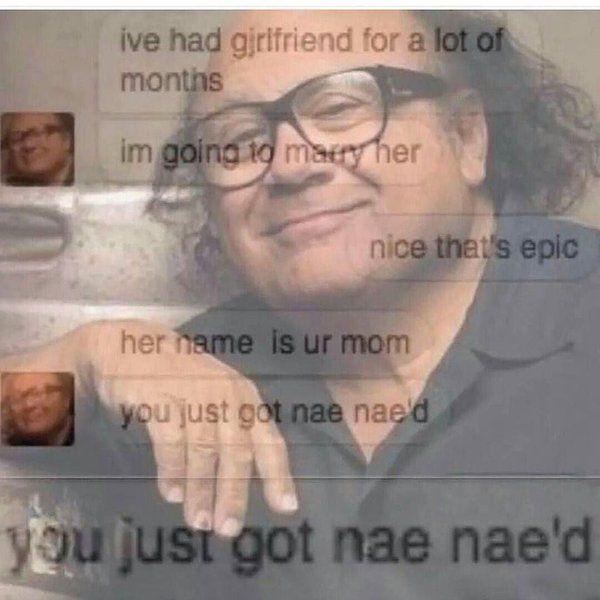 ive had gjrlfriend for a lot of
months
im going to marry her
nice that's epic
her name is ur mom
you just got nae nae'd
you just got nae nae'd